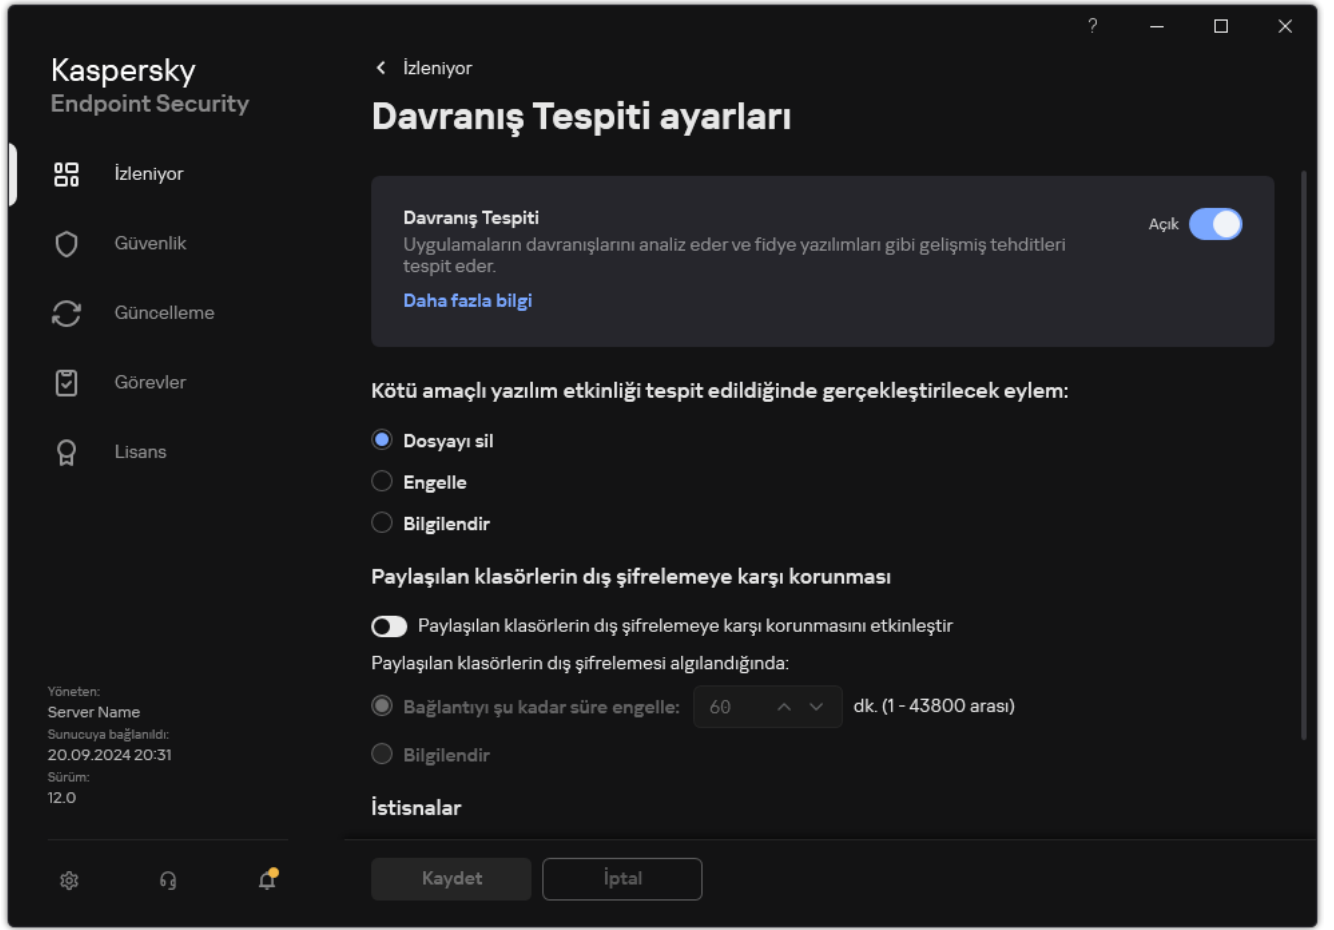 ?
Kaspersky
Endpoint Security
İzleniyor
Güvenlik
Güncelleme
Görevler
Lisans
Yöneten:
Server Name
Sunucuya bağlanıldı:
20.09.2024 20:31
Sürüm:
12.0
İzleniyor
Davranış Tespiti ayarları
Davranış Tespiti
Açık
Uygulamaların davranışlarını analiz eder ve fidye yazılımları gibi gelişmiş tehditleri
tespit eder.
Daha fazla bilgi
Kötü amaçlı yazılım etkinliği tespit edildiğinde gerçekleştirilecek eylem:
Dosyayı sil
Engelle
Bilgilendir
Paylaşılan klasörlerin dış şifrelemeye karşı korunması
Paylaşılan klasörlerin dış şifrelemeye karşı korunmasını etkinleştir
Paylaşılan klasörlerin dış şifrelemesi algılandığında:
Bağlantıyı şu kadar süre engelle: 60 dk. (1 - 43800 arası)
Bilgilendir
İstisnalar
Kaydet
İptal